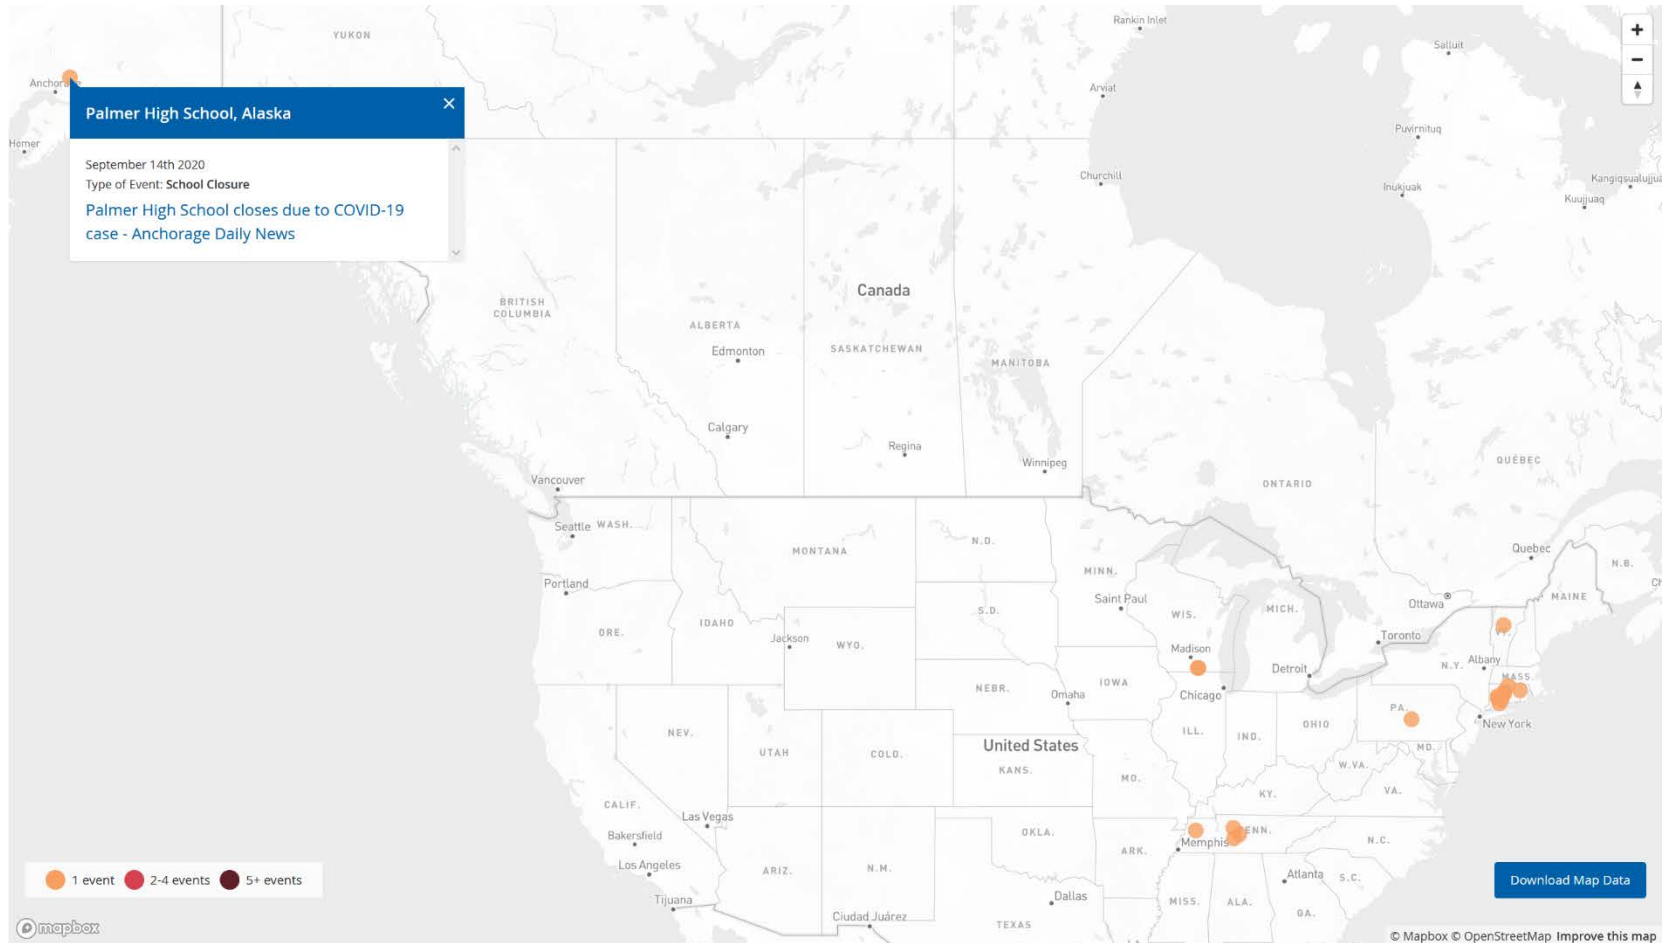 Rankin Inlet
YUKON
Salluit
Anchorage
Arviat
Palmer High School, Alaska
Puvirnituq
Homer
September 14th 2020
Type of Event: School Closure
Palmer High School closes due to COVID-19
case - Anchorage Daily News
Churchill
Inukjuak
Kuujjuaq
Canada
BRITISH
COLUMBIA
ALBERTA
Edmonton
SASKATCHEWAN
MANITOBA
Calgary
Regina
Winnipeg
QUÉBEC
Vancouver
ONTARIO
Seattle
WASH.
MONTANA
N.D.
Quebec
N.B.
MINN.
Portland
Saint Paul
Ottawa
MAINE
S.D.
WIS.
MICH.
IDAHO
ORE.
Jackson
WYO.
Toronto
VT.
Madison
Albany
N.Y.
Detroit
MASS.
NEBR.
IOWA
Omaha
Chicago
PA.
New York
NEV.
ILL.
IND.
OHIO
UTAH
COLO.
United States
MD.
KANS.
MO.
W.VA.
KY.
VA.
CALIF.
Las Vegas
Bakersfield
OKLA.
ENN.
Memphis
ARK.
N.C.
Los Angeles
ARIZ.
N.M.
Atlanta
S.C.
1 event
2-4 events
5+ events
Download Map Data
Tijuana
Dallas
MISS.
ALA.
GA.
Ciudad Juárez
TEXAS
mapbox
© Mapbox © OpenStreetMap Improve this map